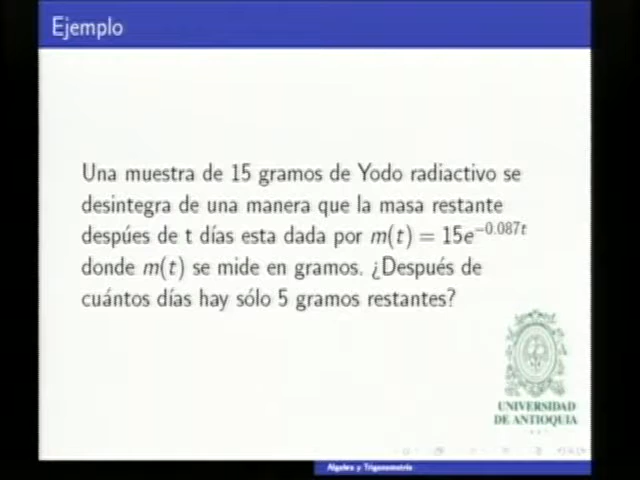 Ejemplo
Una muestra de 15 gramos de Yodo radiactivo se
desintegra de una manera que la masa restante
despúes de t días esta dada por m(t) = 15e^{−0.087t}
donde m(t) se mide en gramos. ¿Después de
cuántos días hay sólo 5 gramos restantes?
UNIVERSIDAD
DE ANTIOQUIA
Algebra y Trigonometría